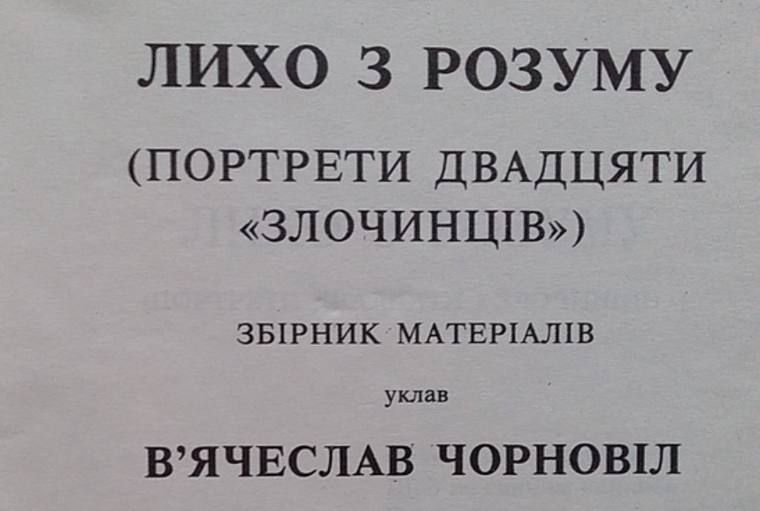 ЛИХО З РОЗУМУ
(ПОРТРЕТИ ДВАДЦЯТИ
«ЗЛОЧИНЦІВ»)
ЗБІРНИК МАТЕРІАЛІВ
уклав
В’ЯЧЕСЛАВ ЧОРНОВІЛ